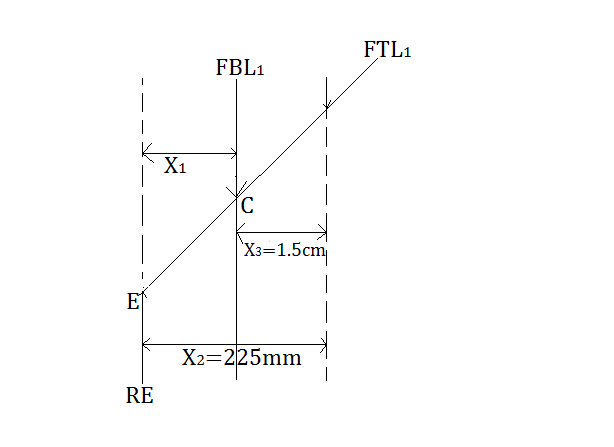 FTL1
FBL1
X1
C
X3=1.5cm
E
X2=225mm
RE